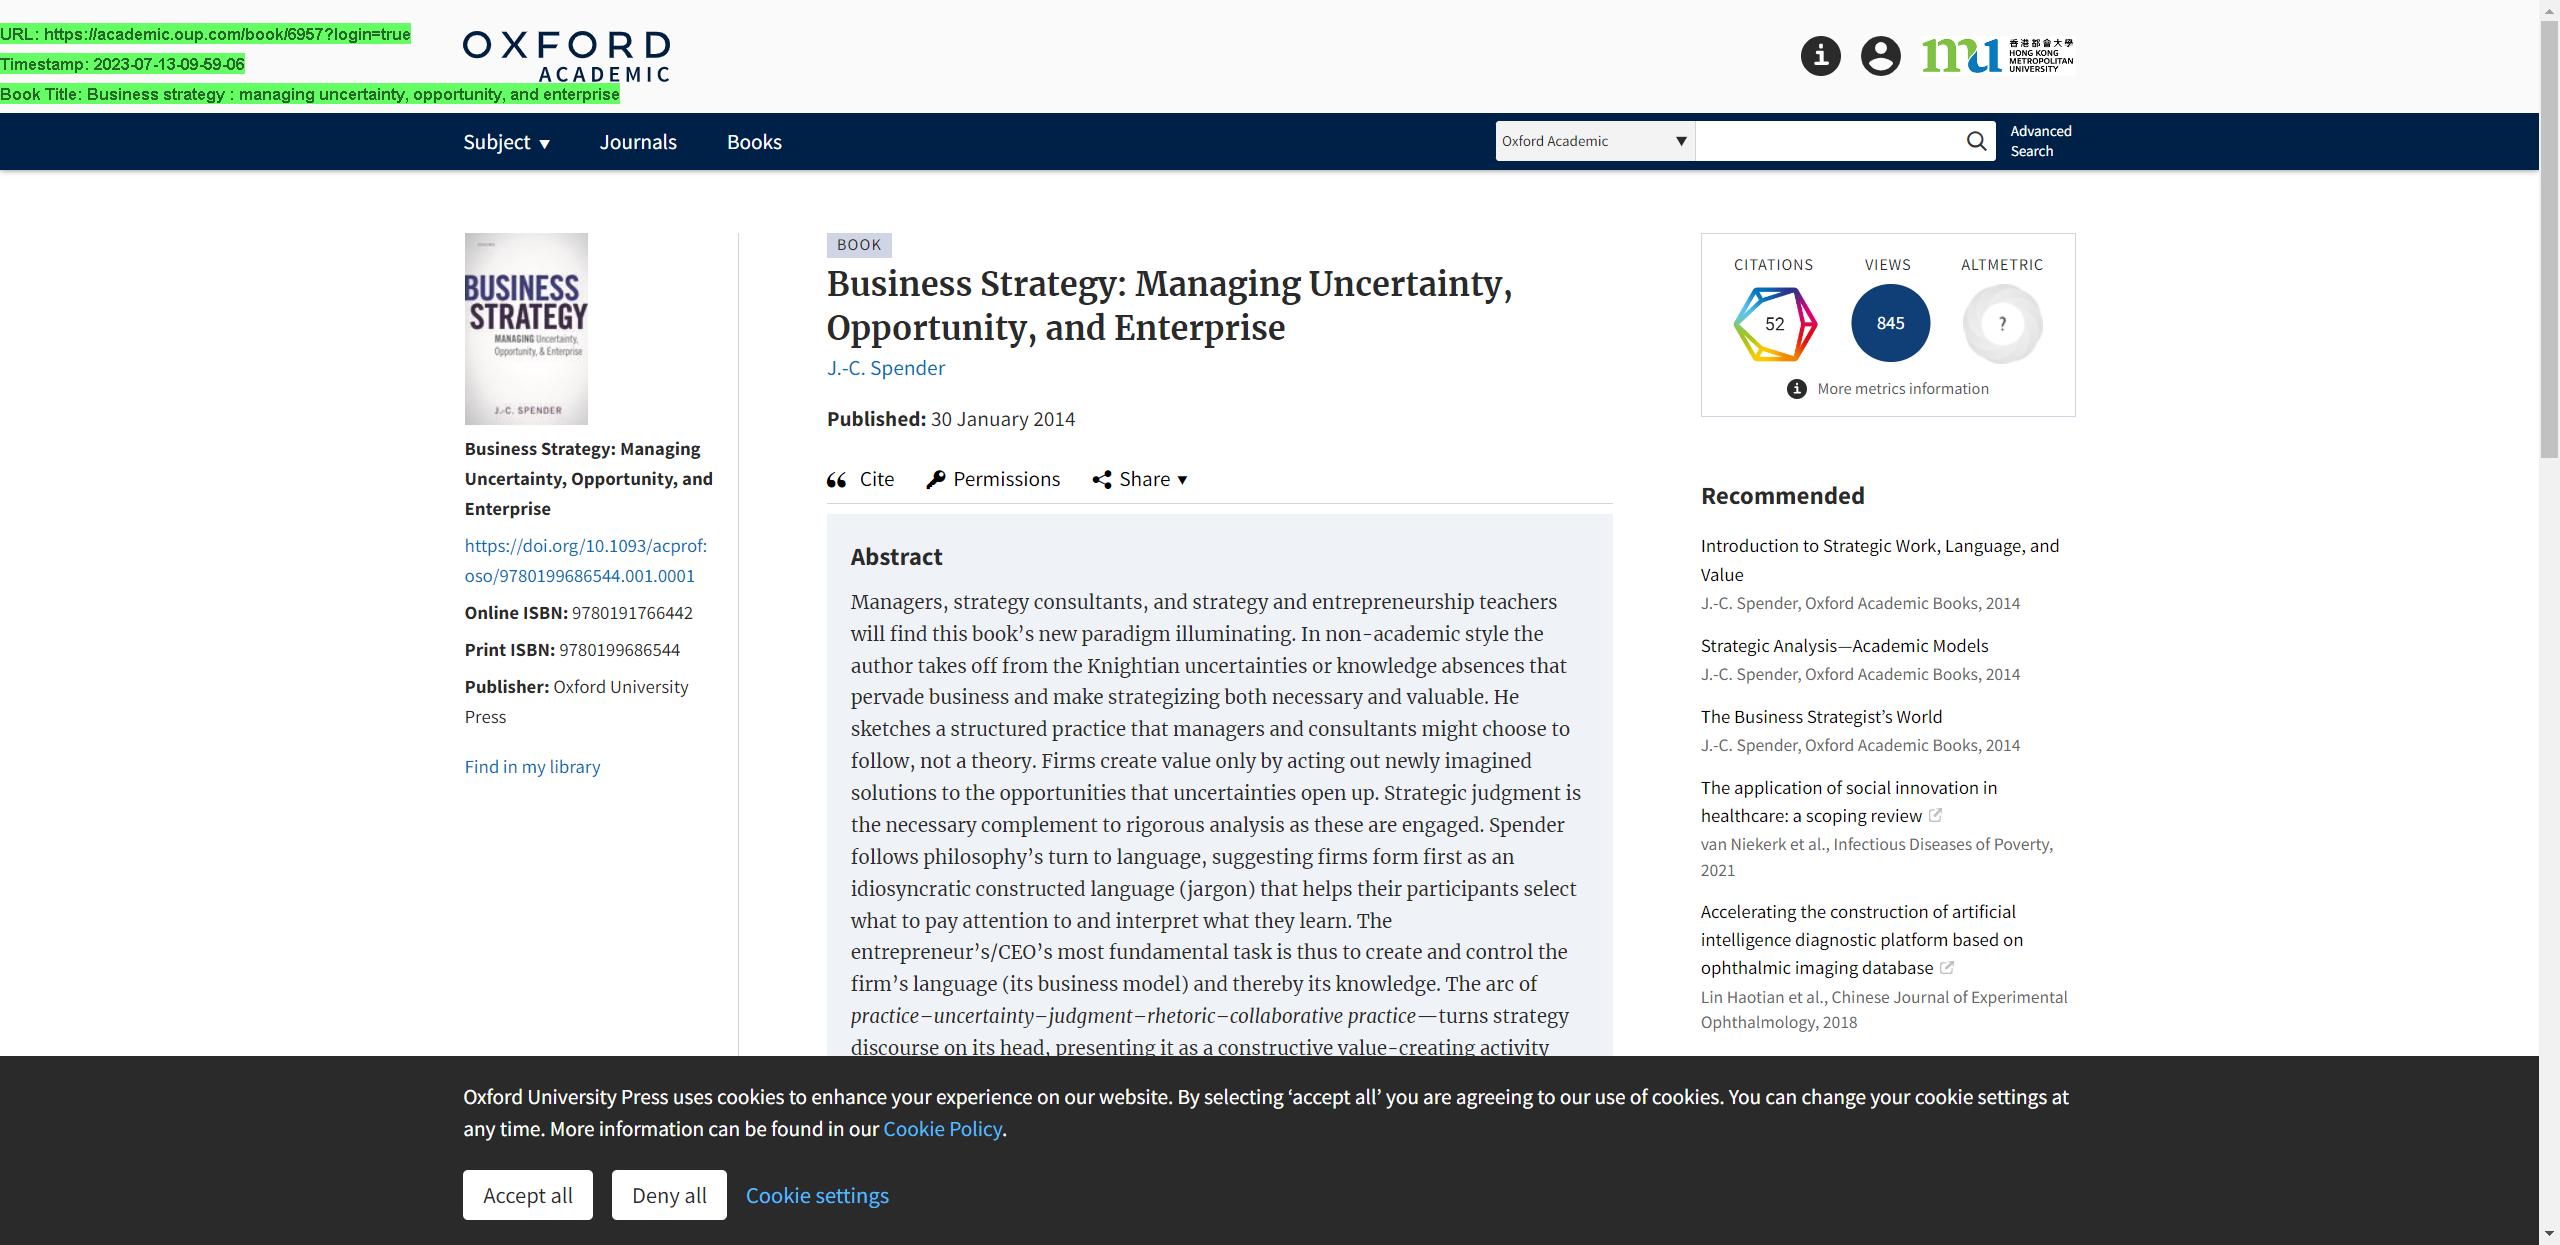 URL: https://academic.oup.com/book/6957?login=true
Timestamp: 2023-07-13-09-59-06
Book Title: Business strategy : managing uncertainty, opportunity, and enterprise
OXFORD
ACADEMIC
mu
香港都會大學
HONG KONG
METROPOLITAN
UNIVERSITY
Subject ▼
Journals
Books
Oxford Academic ▼
Advanced
Search
BUSINESS
STRATEGY
MANAGING Uncertainty,
Opportunity, & Enterprise
J.-C. SPENDER
Business Strategy: Managing
Uncertainty, Opportunity, and
Enterprise
https://doi.org/10.1093/acprof:
oso/9780199686544.001.0001
Online ISBN: 9780191766442
Print ISBN: 9780199686544
Publisher: Oxford University
Press
Find in my library
BOOK
Business Strategy: Managing Uncertainty,
Opportunity, and Enterprise
J.-C. Spender
Published: 30 January 2014
Cite
Permissions
Share ▼
Abstract
Managers, strategy consultants, and strategy and entrepreneurship teachers
will find this book’s new paradigm illuminating. In non-academic style the
author takes off from the Knightian uncertainties or knowledge absences that
pervade business and make strategizing both necessary and valuable. He
sketches a structured practice that managers and consultants might choose to
follow, not a theory. Firms create value only by acting out newly imagined
solutions to the opportunities that uncertainties open up. Strategic judgment is
the necessary complement to rigorous analysis as these are engaged. Spender
follows philosophy’s turn to language, suggesting firms form first as an
idiosyncratic constructed language (jargon) that helps their participants select
what to pay attention to and interpret what they learn. The
entrepreneur’s/CEO’s most fundamental task is thus to create and control the
firm’s language (its business model) and thereby its knowledge. The arc of
practice–uncertainty–judgment–rhetoric–collaborative practice—turns strategy
discourse on its head, presenting it as a constructive value-creating activity
CITATIONS
VIEWS
ALTMETRIC
52
845
?
More metrics information
Recommended
Introduction to Strategic Work, Language, and
Value
J.-C. Spender, Oxford Academic Books, 2014
Strategic Analysis—Academic Models
J.-C. Spender, Oxford Academic Books, 2014
The Business Strategist’s World
J.-C. Spender, Oxford Academic Books, 2014
The application of social innovation in
healthcare: a scoping review
van Niekerk et al., Infectious Diseases of Poverty,
2021
Accelerating the construction of artificial
intelligence diagnostic platform based on
ophthalmic imaging database
Lin Haotian et al., Chinese Journal of Experimental
Ophthalmology, 2018
Oxford University Press uses cookies to enhance your experience on our website. By selecting ‘accept all’ you are agreeing to our use of cookies. You can change your cookie settings at
any time. More information can be found in our Cookie Policy.
Accept all
Deny all
Cookie settings